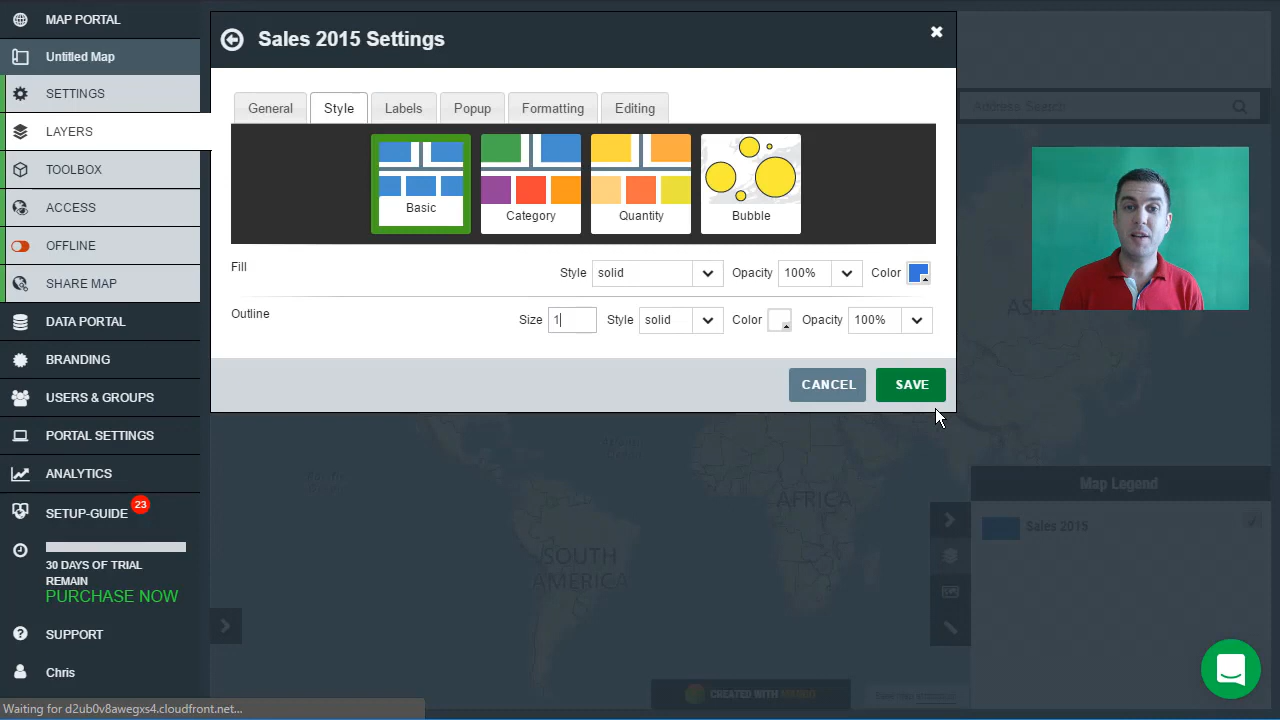 MAP PORTAL
Untitled Map
SETTINGS
LAYERS
TOOLBOX
ACCESS
OFFLINE
SHARE MAP
DATA PORTAL
BRANDING
USERS & GROUPS
PORTAL SETTINGS
ANALYTICS
SETUP-GUIDE 23
30 DAYS OF TRIAL
REMAIN
PURCHASE NOW
SUPPORT
Chris
Waiting for d2ub0v8awegxs4.cloudfront.net...
Sales 2015 Settings
General Style Labels Popup Formatting Editing
Basic Category Quantity Bubble
Fill Style solid Opacity 100% Color
Outline Size 1 Style solid Color Opacity 100%
CANCEL SAVE
Address Search
AFRICA
SOUTH
AMERICA
Map Legend
Sales 2015
CREATED WITH MANGO